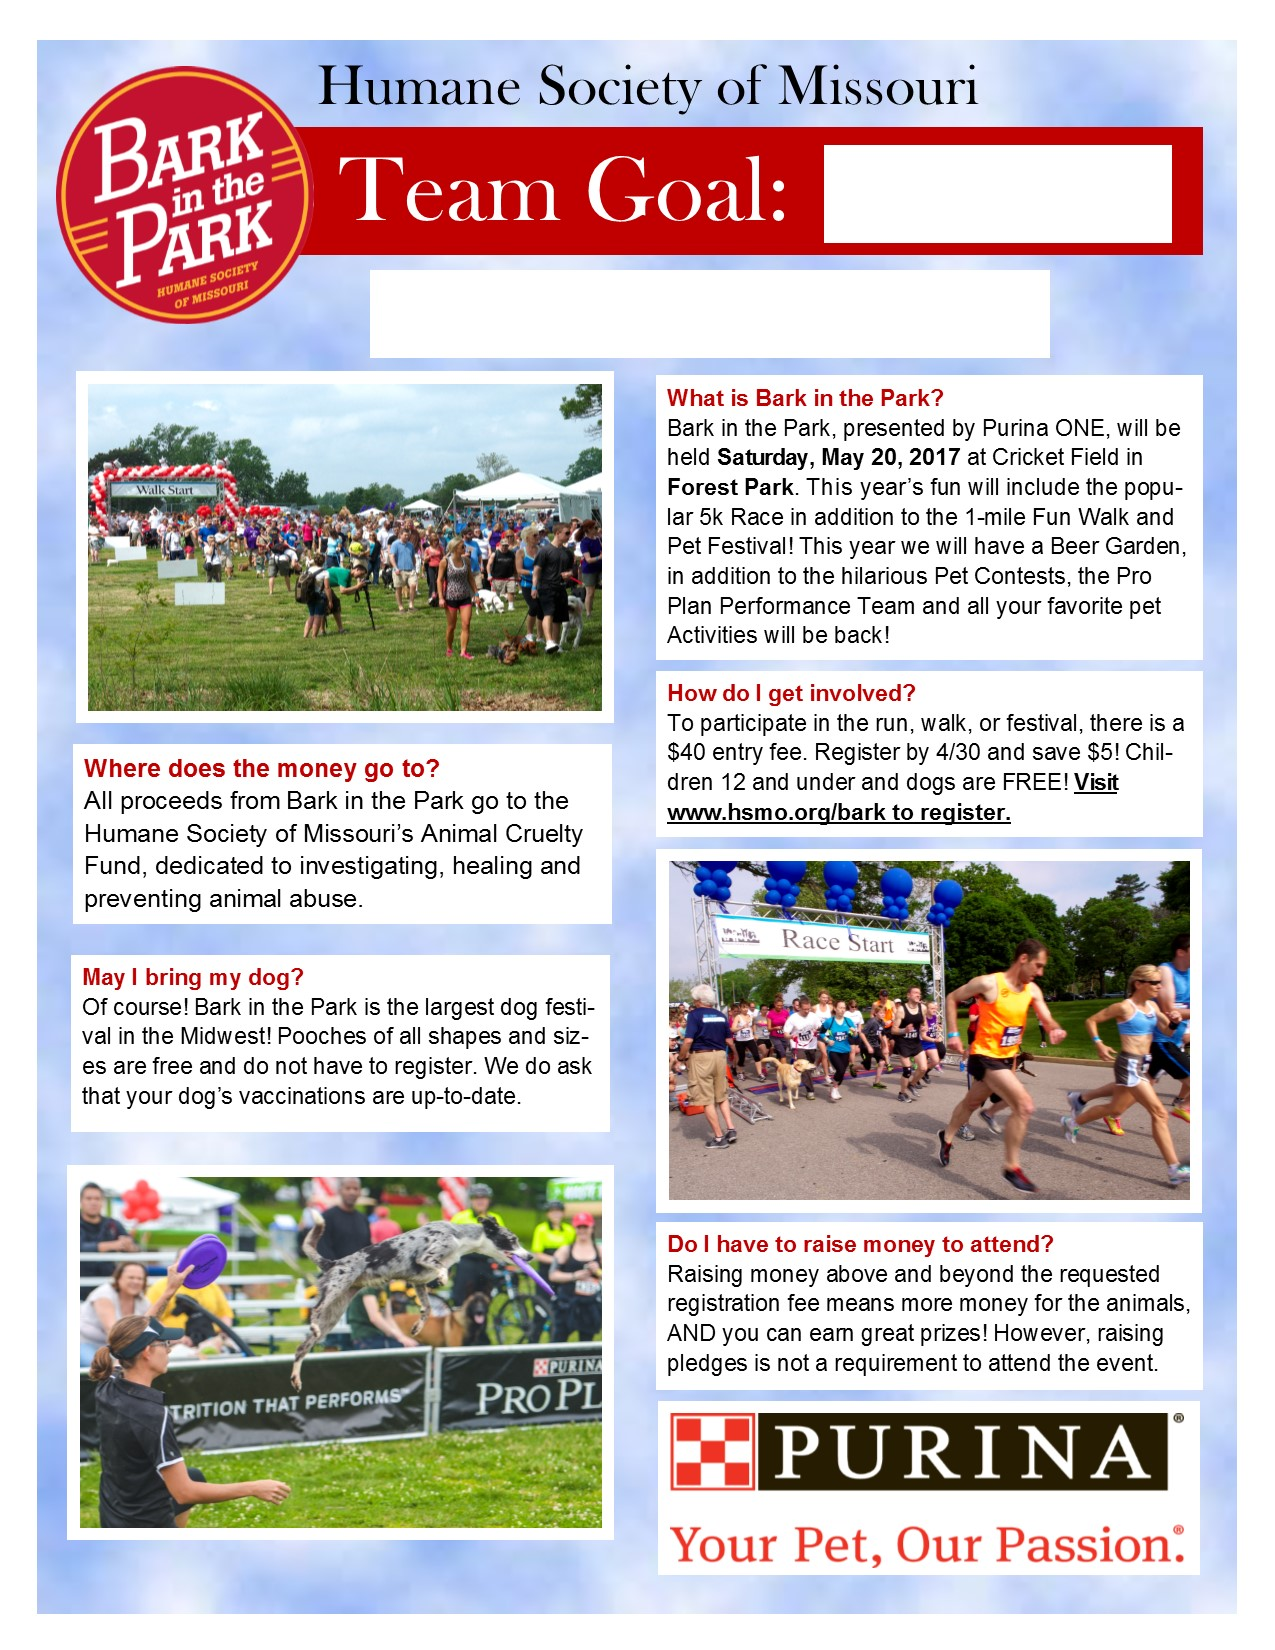 Humane Society of Missouri
BARK
in the
PARK
HUMANE SOCIETY
OF MISSOURI
Team Goal:
Walk Start
What is Bark in the Park?
Bark in the Park, presented by Purina ONE, will be
held Saturday, May 20, 2017 at Cricket Field in
Forest Park. This year’s fun will include the popu-
lar 5k Race in addition to the 1-mile Fun Walk and
Pet Festival! This year we will have a Beer Garden,
in addition to the hilarious Pet Contests, the Pro
Plan Performance Team and all your favorite pet
Activities will be back!
How do I get involved?
To participate in the run, walk, or festival, there is a
$40 entry fee. Register by 4/30 and save $5! Chil-
dren 12 and under and dogs are FREE! Visit
www.hsmo.org/bark to register.
Where does the money go to?
All proceeds from Bark in the Park go to the
Humane Society of Missouri’s Animal Cruelty
Fund, dedicated to investigating, healing and
preventing animal abuse.
Race Start
May I bring my dog?
Of course! Bark in the Park is the largest dog festi-
val in the Midwest! Pooches of all shapes and siz-
es are free and do not have to register. We do ask
that your dog’s vaccinations are up-to-date.
TRITION THAT PERFORMS
PURINA
PRO PL
Do I have to raise money to attend?
Raising money above and beyond the requested
registration fee means more money for the animals,
AND you can earn great prizes! However, raising
pledges is not a requirement to attend the event.
PURINA®
Your Pet, Our Passion.®